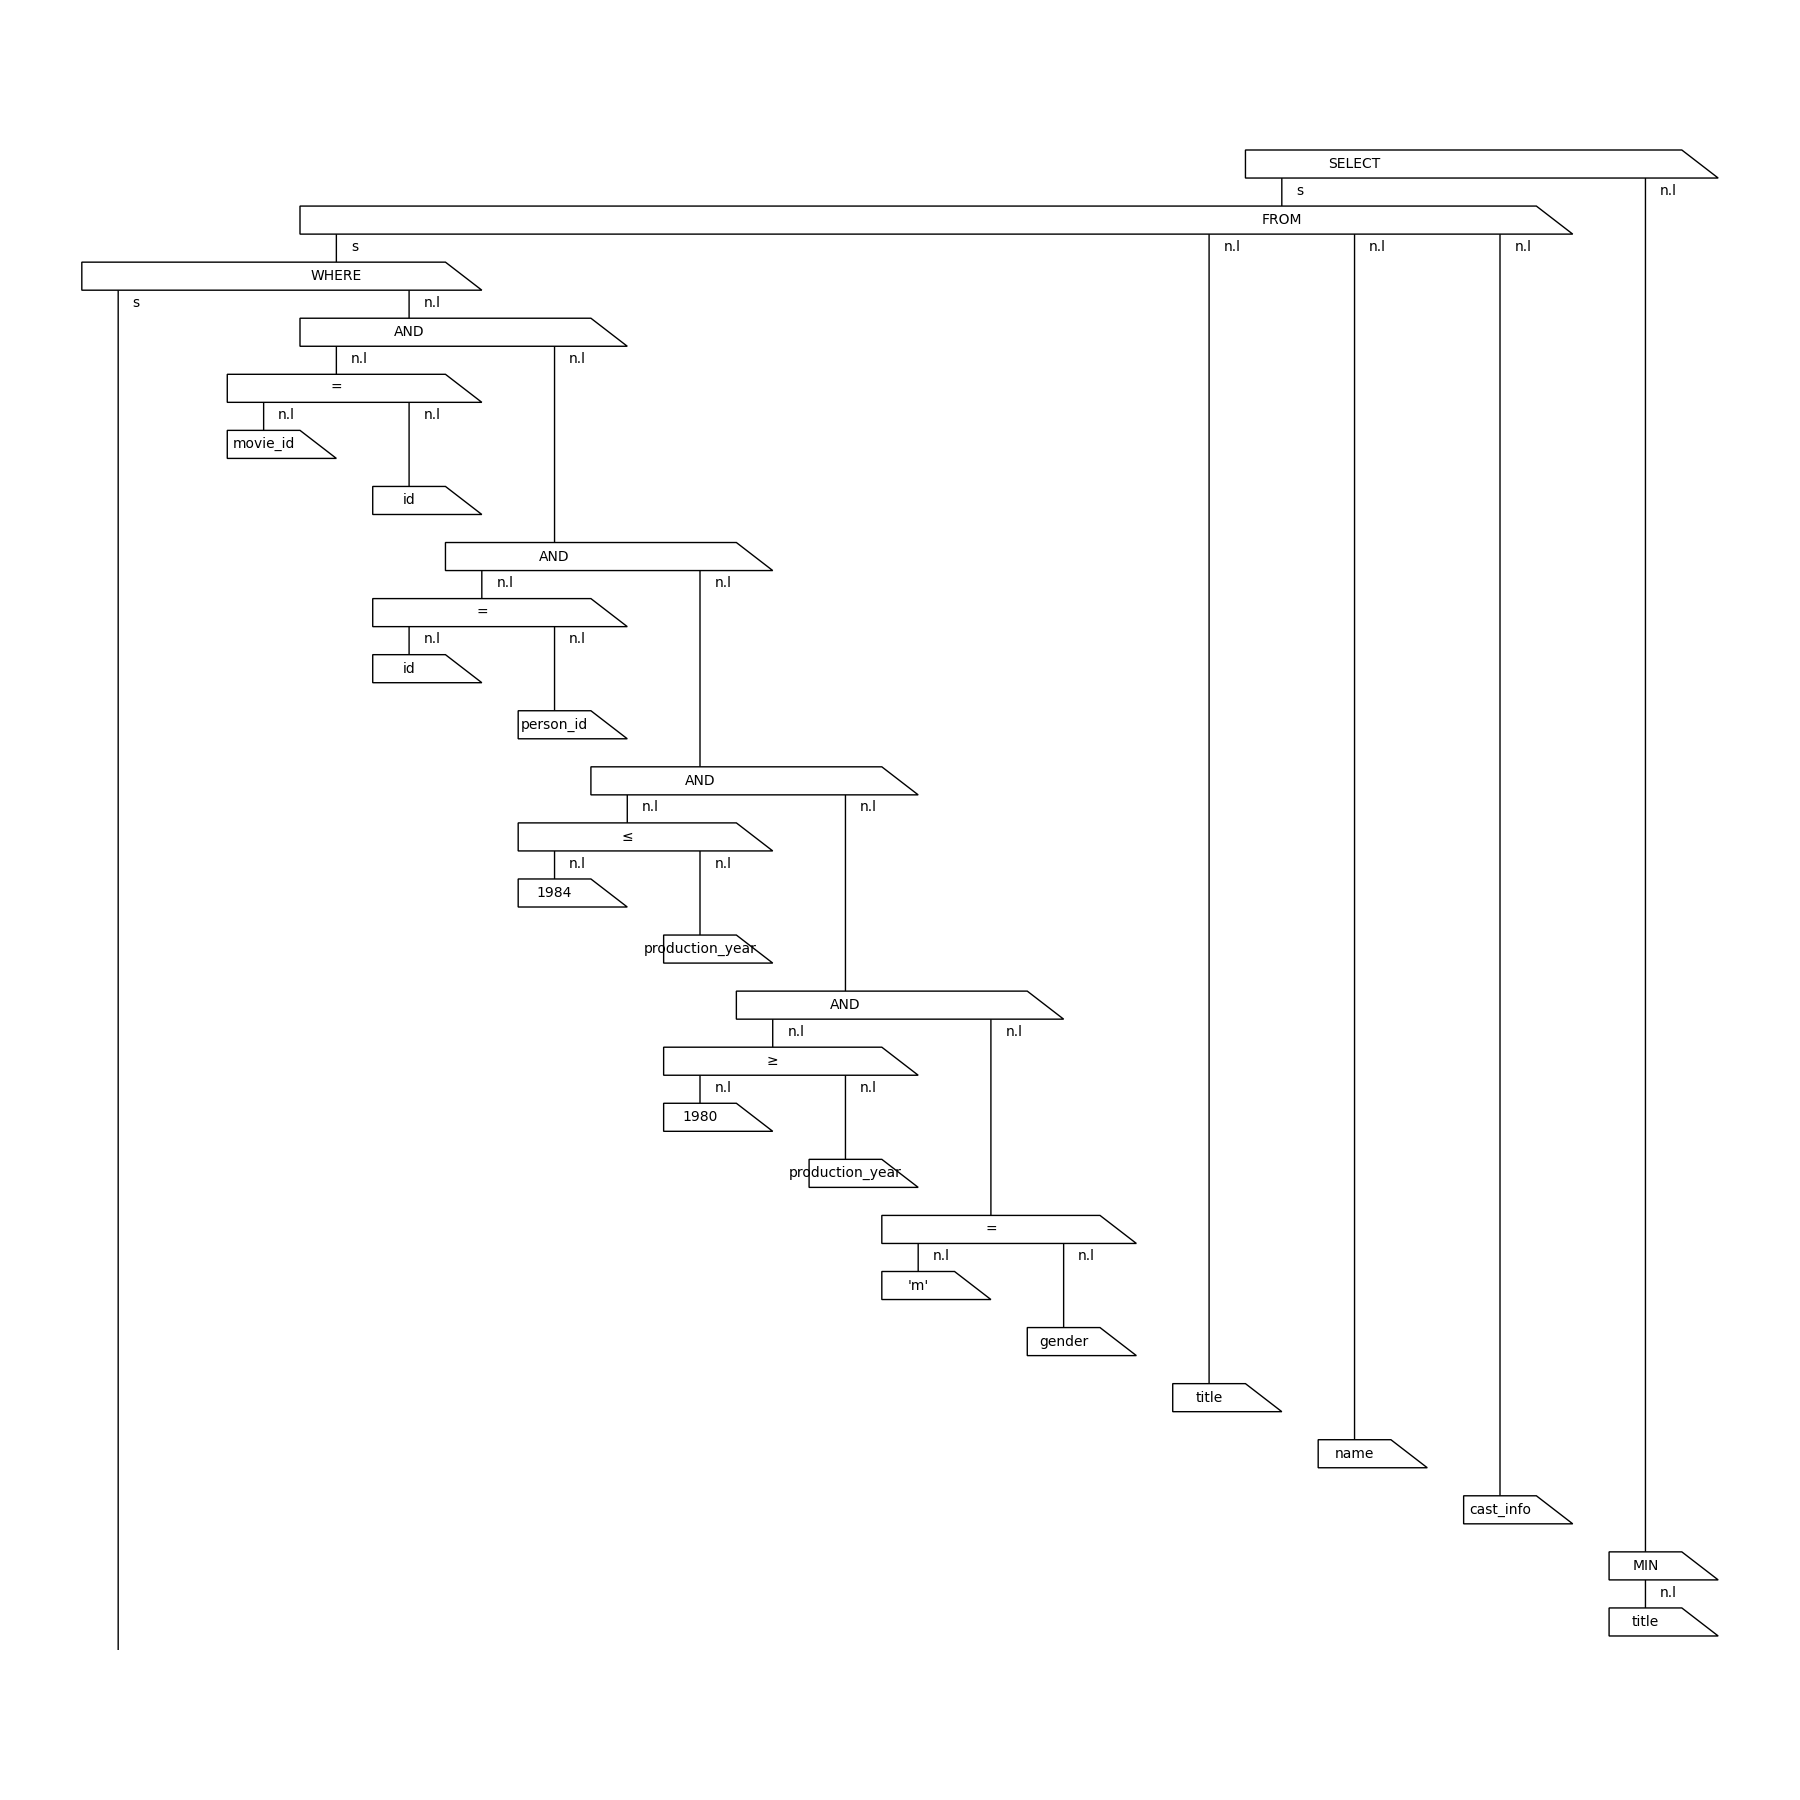 SELECT
s n.l
FROM
s n.l n.l n.l
WHERE
s n.l
AND
n.l n.l
=
n.l n.l
movie_id
id
AND
n.l n.l
=
n.l n.l
id
person_id
AND
n.l n.l
≤
n.l n.l
1984
production_year
AND
n.l n.l
≥
n.l n.l
1980
production_year
=
n.l n.l
'm'
gender
title
name
cast_info
MIN
n.l
title